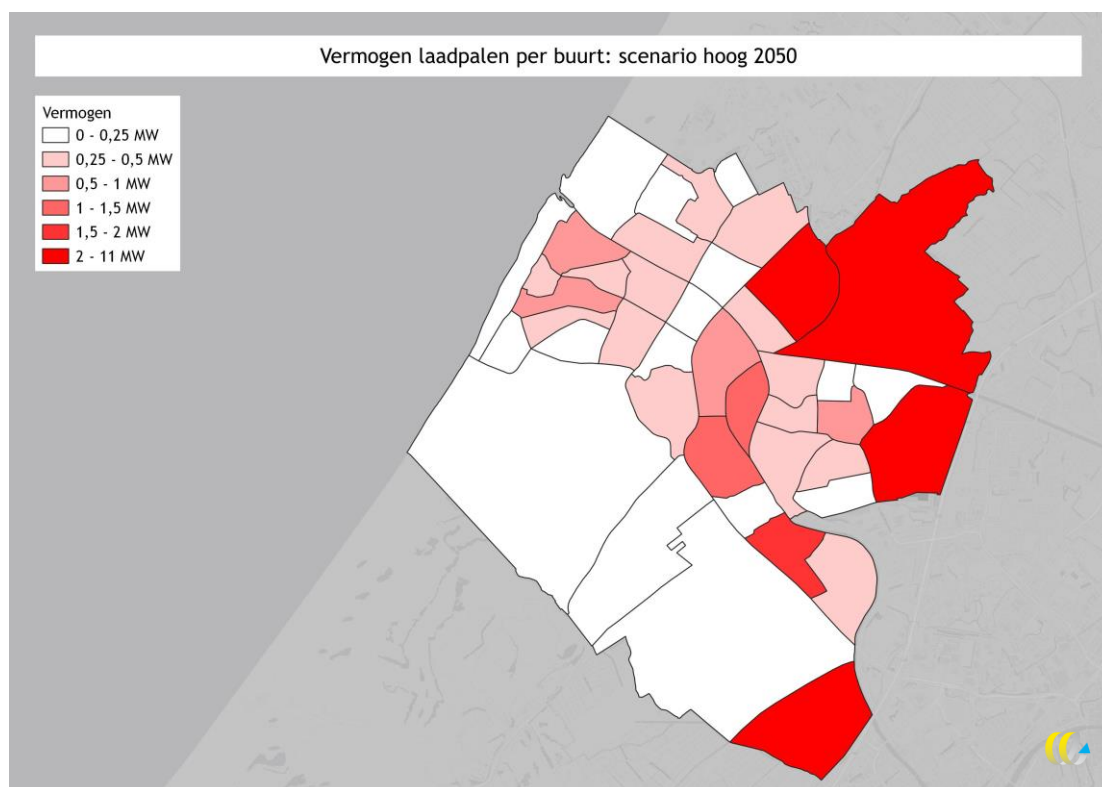 Vermogen laadpalen per buurt: scenario hoog 2050
Vermogen
0 - 0,25 MW
0,25 - 0,5 MW
0,5 - 1 MW
1 - 1,5 MW
1,5 - 2 MW
2 - 11 MW